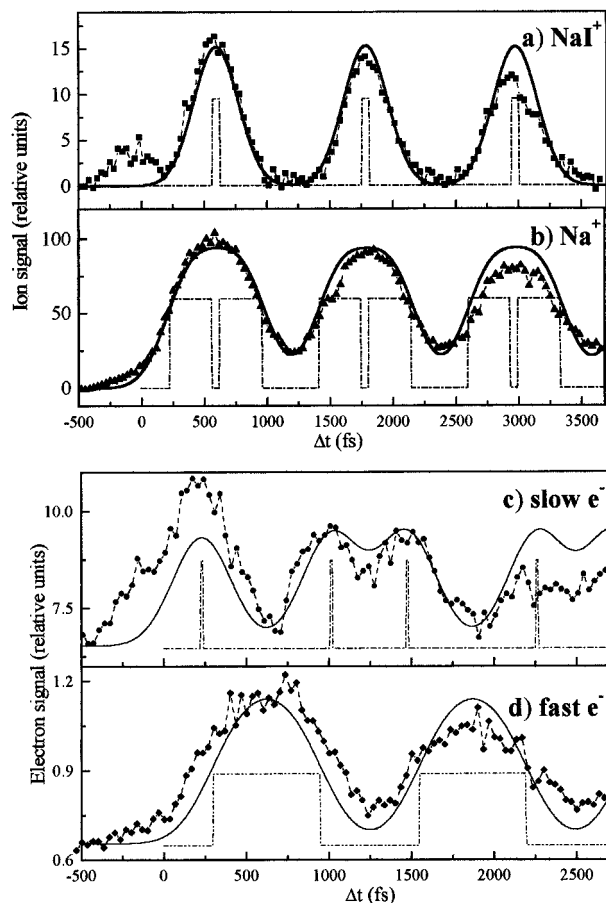 a) NaI+
15
10
5
0
Ion signal (relative units)
b) Na+
100
50
0
-500 0 500 1000 1500 2000 2500 3000 3500
Δt (fs)
c) slow e-
10.0
7.5
Electron signal (relative units)
d) fast e-
1.2
0.9
0.6
-500 0 500 1000 1500 2000 2500
Δt (fs)